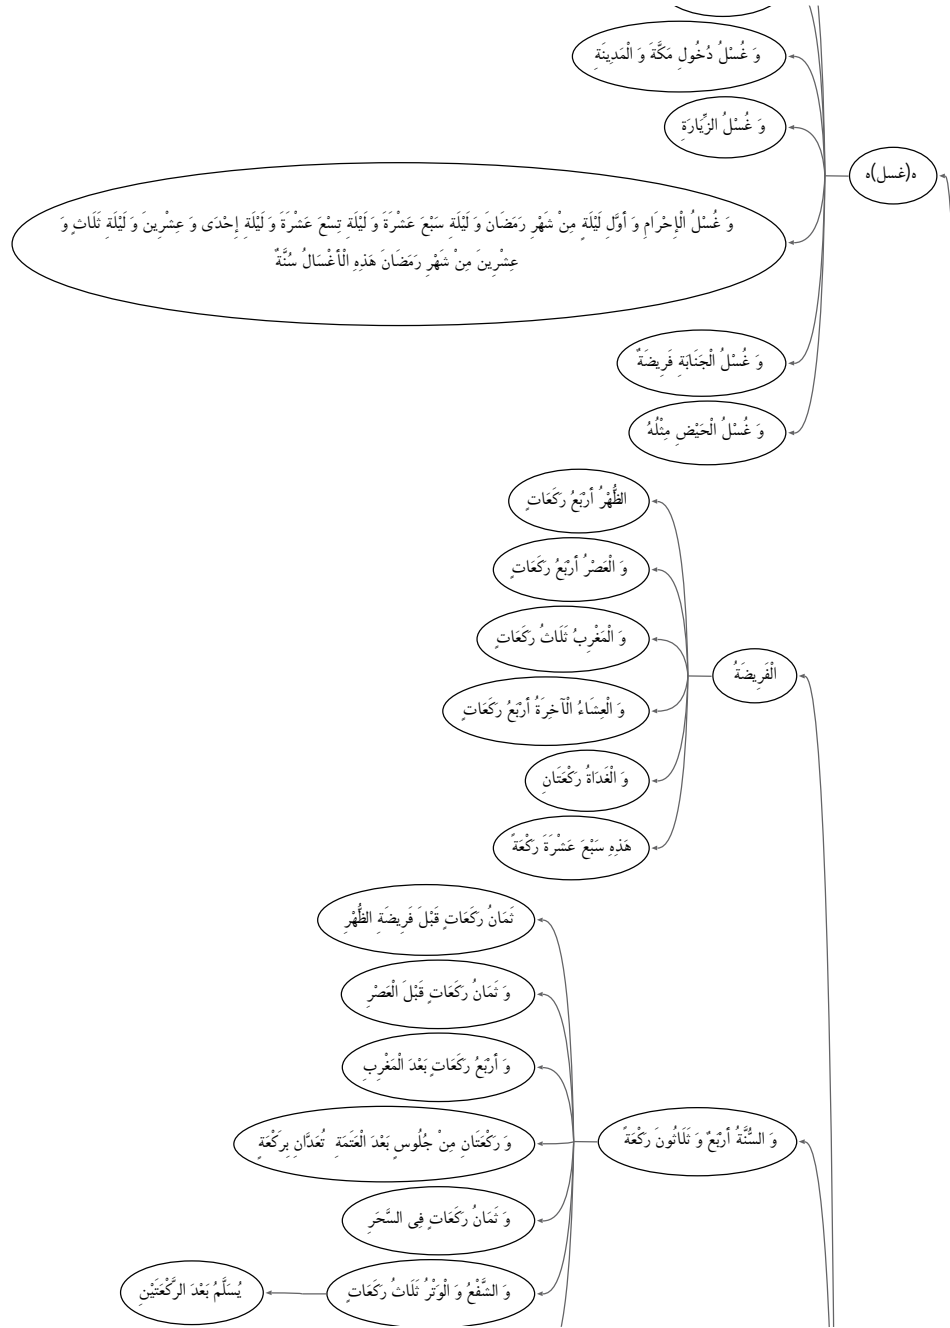 وَ غُسْلُ دُخُولِ مَكَّةَ وَ الْمَدِينَةِ
وَ غُسْلُ الزِّيَارَةِ
ه(غسل)ه
وَ غُسْلُ الْإِحْرَامِ وَ أَوَّلِ لَيْلَةٍ مِنْ شَهْرِ رَمَضَانَ وَ لَيْلَةِ سَبْعَ عَشْرَةَ وَ لَيْلَةِ تِسْعَ عَشْرَةَ وَ لَيْلَةِ إِحْدَى وَ عِشْرِينَ وَ لَيْلَةِ ثَلَاثٍ وَ
عِشْرِينَ مِنْ شَهْرِ رَمَضَانَ هَذِهِ الْأَغْسَالُ سُنَّةٌ
وَ غُسْلُ الْجَنَابَةِ فَرِيضَةٌ
وَ غُسْلُ الْحَيْضِ مِثْلُهُ
الظُّهْرُ أَرْبَعُ رَكَعَاتٍ
وَ الْعَصْرُ أَرْبَعُ رَكَعَاتٍ
وَ الْمَغْرِبُ ثَلَاثُ رَكَعَاتٍ
الْفَرِيضَةُ
وَ الْعِشَاءُ الْآخِرَةُ أَرْبَعُ رَكَعَاتٍ
وَ الْغَدَاةُ رَكْعَتَانِ
هَذِهِ سَبْعَ عَشْرَةَ رَكْعَةً
ثَمَانُ رَكَعَاتٍ قَبْلَ فَرِيضَةِ الظُّهْرِ
وَ ثَمَانُ رَكَعَاتٍ قَبْلَ الْعَصْرِ
وَ أَرْبَعُ رَكَعَاتٍ بَعْدَ الْمَغْرِبِ
وَ السُّنَّةُ أَرْبَعٌ وَ ثَلَاثُونَ رَكْعَةً
وَ رَكْعَتَانِ مِنْ جُلُوسٍ بَعْدَ الْعَتَمَةِ تُعَدَّانِ بِرَكْعَةٍ
وَ ثَمَانُ رَكَعَاتٍ فِي السَّحَرِ
وَ الشَّفْعُ وَ الْوَتْرُ ثَلَاثُ رَكَعَاتٍ
يُسَلَّمُ بَعْدَ الرَّكْعَتَيْنِ